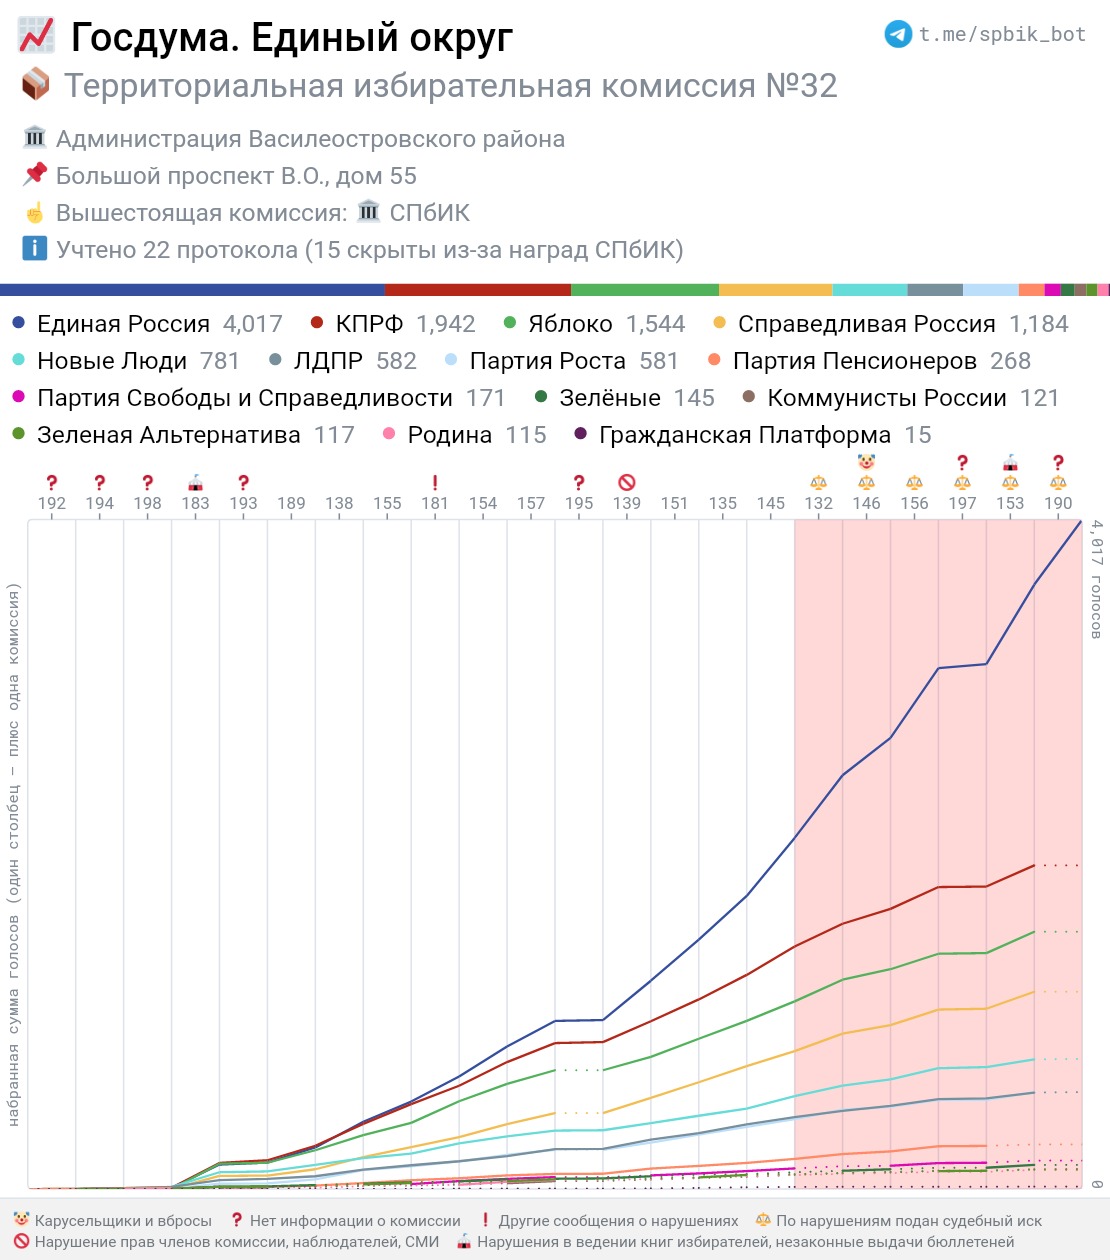 Госдума. Единый округ
t.me/spbik_bot
Территориальная избирательная комиссия №32
Администрация Василеостровского района
Большой проспект В.О., дом 55
Вышестоящая комиссия: СПбИК
Учтено 22 протокола (15 скрыты из-за наград СПбИК)
Единая Россия 4,017 КПРФ 1,942 Яблоко 1,544 Справедливая Россия 1,184
Новые Люди 781 ЛДПР 582 Партия Роста 581 Партия Пенсионеров 268
Партия Свободы и Справедливости 171 Зелёные 145 Коммунисты России 121
Зеленая Альтернатива 117 Родина 115 Гражданская Платформа 15
192 194 198 183 193 189 138 155 181 154 157 195 139 151 135 145 132 146 156 197 153 190
набранная сумма голосов (один столбец — плюс одна комиссия)
4,017 голосов
0
Карусельщики и вбросы Нет информации о комиссии Другие сообщения о нарушениях По нарушениям подан судебный иск
Нарушение прав членов комиссии, наблюдателей, СМИ Нарушения в ведении книг избирателей, незаконные выдачи бюллетеней